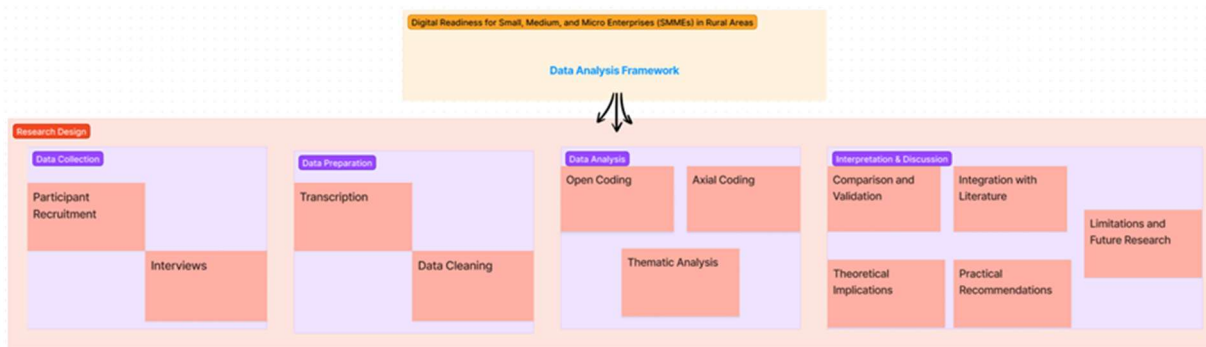 Digital Readiness for Small, Medium, and Micro Enterprises (SMMEs) in Rural Areas
Data Analysis Framework
Research Design
Data Collection
Participant
Recruitment
Interviews
Data Preparation
Transcription
Data Cleaning
Data Analysis
Open Coding
Axial Coding
Thematic Analysis
Interpretation & Discussion
Comparison and
Validation
Integration with
Literature
Limitations and
Future Research
Theoretical
Implications
Practical
Recommendations